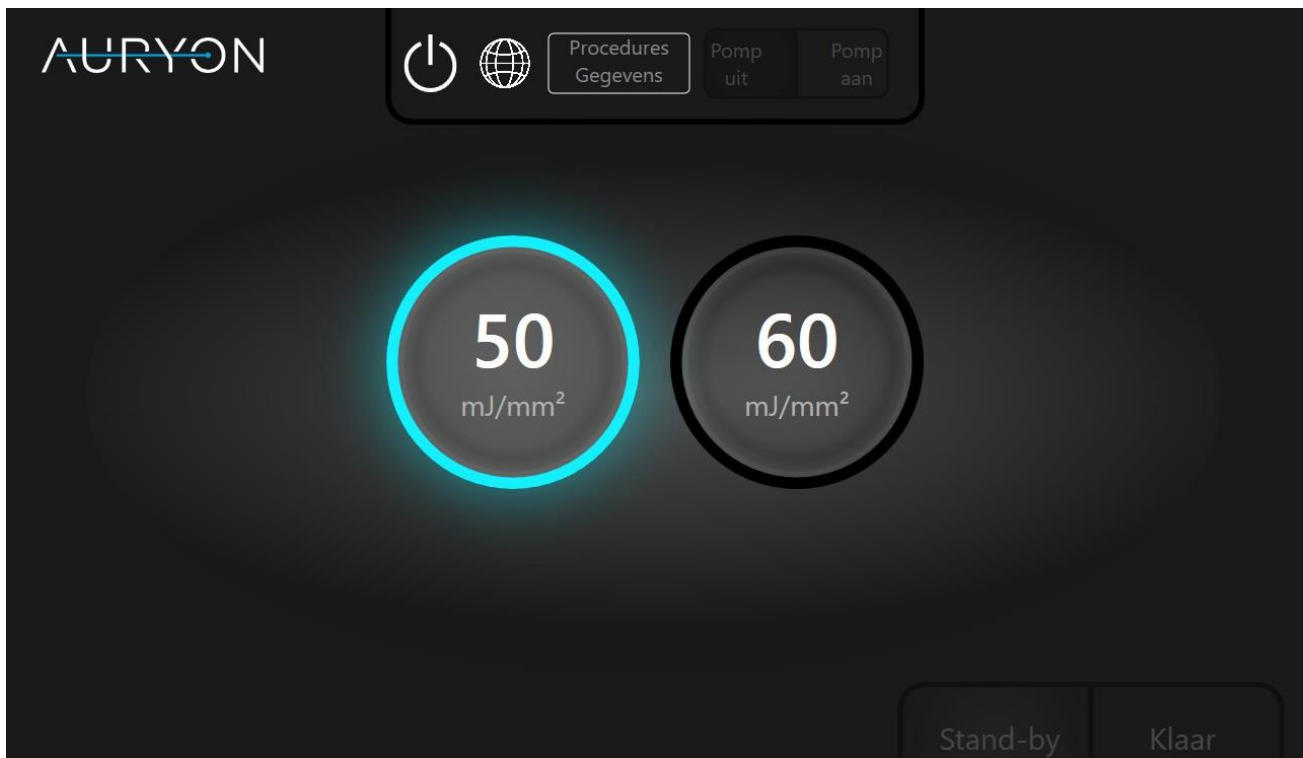 AURYON
Procedures
Gegevens
Pomp
uit
Pomp
aan
50
mJ/mm²
60
mJ/mm²
Stand-by
Klaar